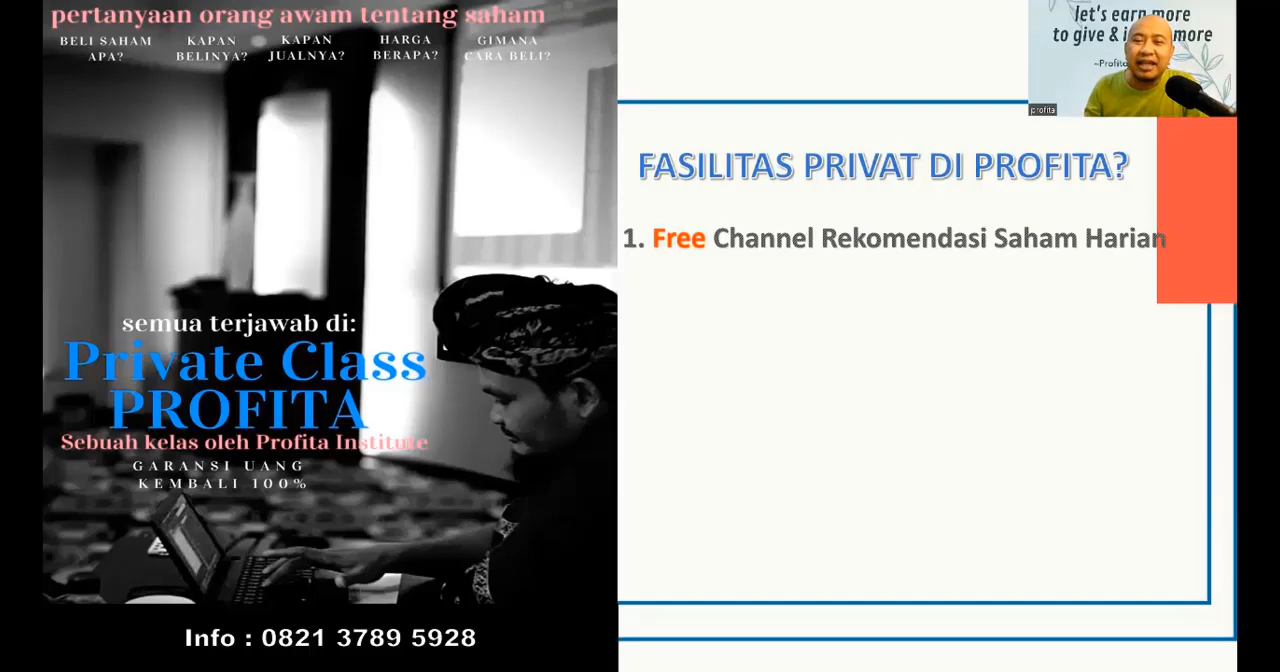 pertanyaan orang awam tentang saham
BELI SAHAM APA?
KAPAN BELINYA?
KAPAN JUALNYA?
HARGA BERAPA?
GIMANA CARA BELI?
semua terjawab di:
Private Class
PROFITA
Sebuah kelas oleh Profita Institute
GARANSI UANG
KEMBALI 100%
Info : 0821 3789 5928
let's earn more
to give & i more
~Profita
profita
FASILITAS PRIVAT DI PROFITA?
1. Free Channel Rekomendasi Saham Harian